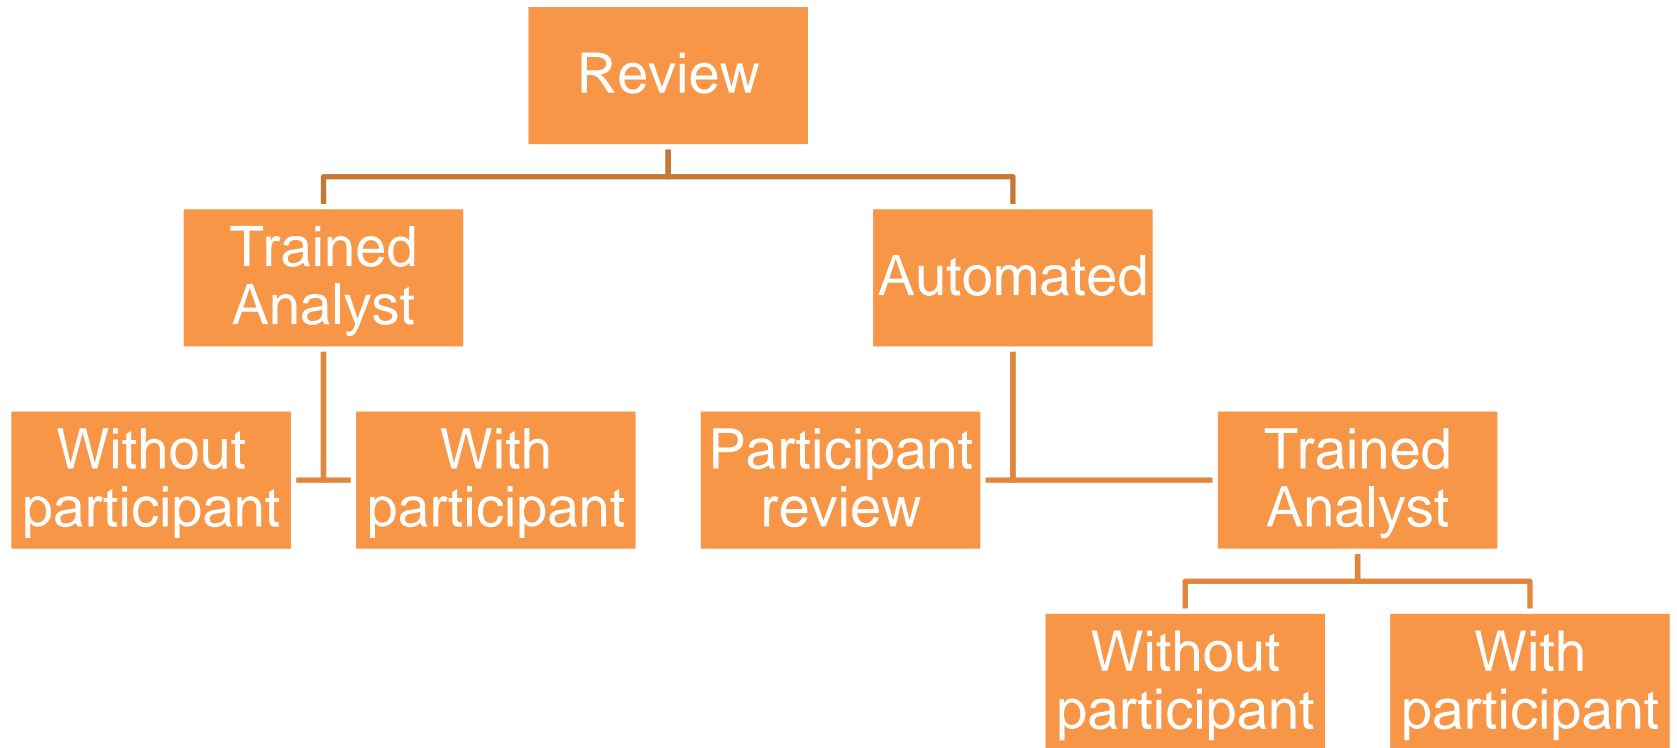 Review
Trained
Analyst
Automated
Without
participant
With
participant
Participant
review
Trained
Analyst
Without
participant
With
participant